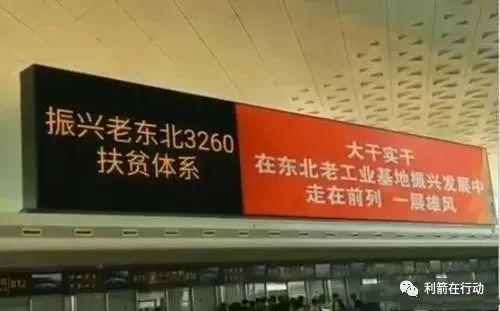 振兴老东北3260
扶贫体系
大干实干
在东北老工业基地振兴发展中
走在前列 一展雄风
B12
利箭在行动